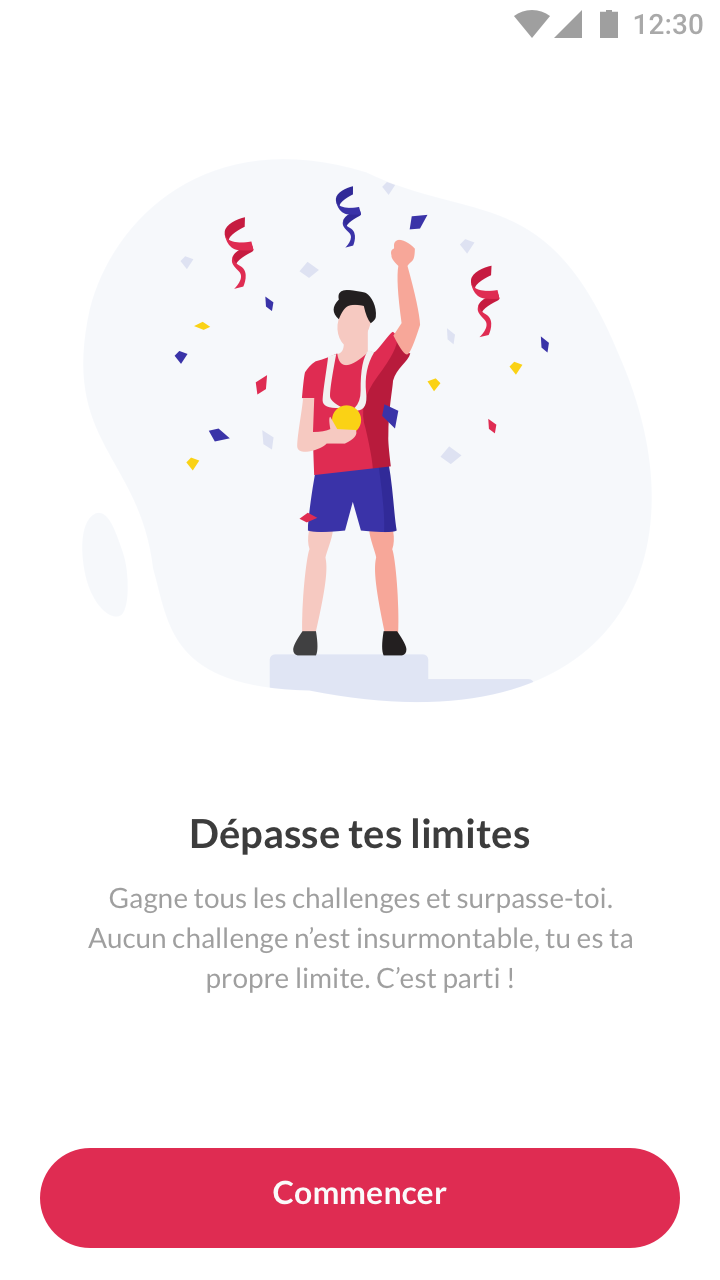 12:30
Dépasse tes limites
Gagne tous les challenges et surpasse-toi.
Aucun challenge n’est insurmontable, tu es ta
propre limite. C’est parti !
Commencer